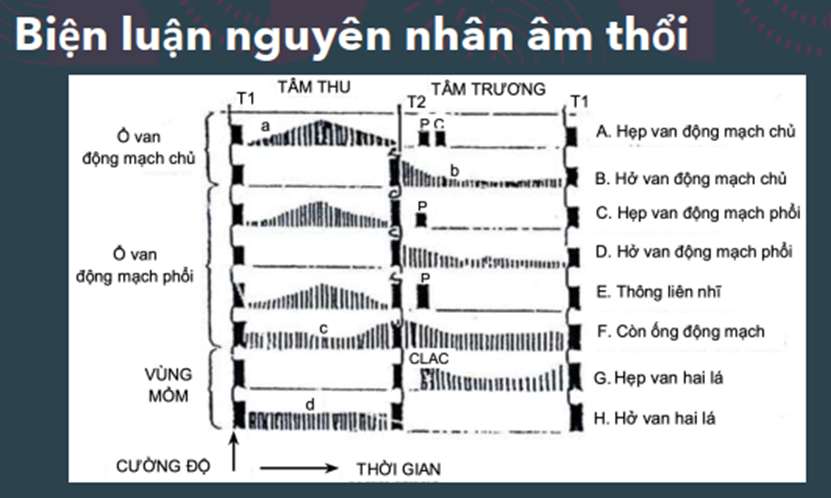 Biện luận nguyên nhân âm thổi
TÂM THU
TÂM TRƯƠNG
T1
T2
T1
a
P C
A. Hẹp van động mạch chủ
Ổ van
động mạch chủ
b
B. Hở van động mạch chủ
P
C. Hẹp van động mạch phổi
D. Hở van động mạch phổi
Ổ van
động mạch phổi
P
E. Thông liên nhĩ
c
F. Còn ống động mạch
CLAC
G. Hẹp van hai lá
VÙNG
MỎM
d
H. Hở van hai lá
CƯỜNG ĐỘ
THỜI GIAN